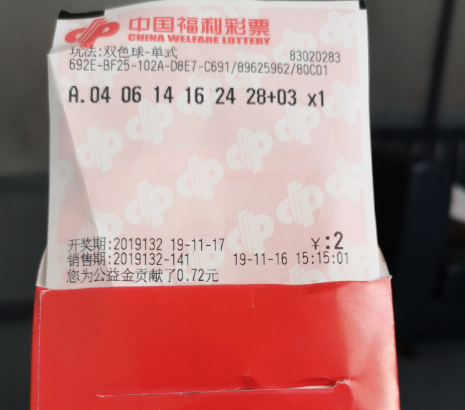 中国福利彩票
CHINA WELFARE LOTTERY
玩法:双色球-单式 83020283
692E-BF25-102A-D8E7-C691/89625962/80C01
A.04 06 14 16 24 28+03 x1
开奖期:2019132 19-11-17 ¥:2
销售期:2019132-141 19-11-16 15:15:01
您为公益金贡献了0.72元